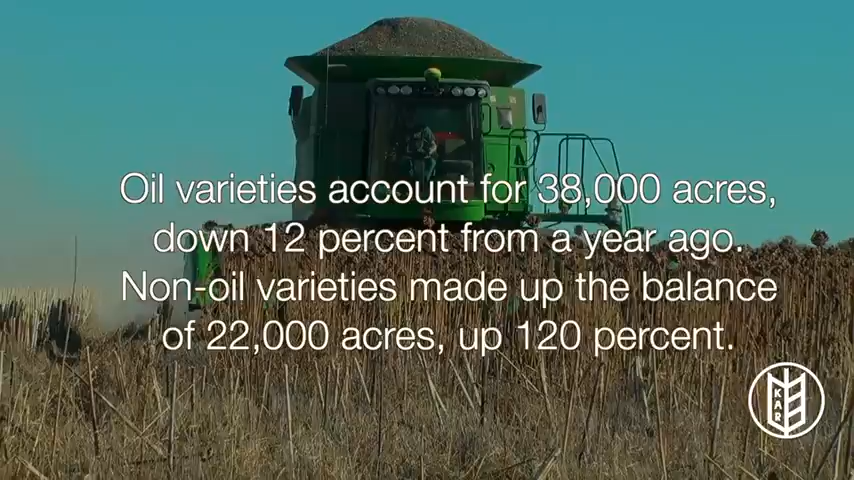 Oil varieties account for 38,000 acres,
down 12 percent from a year ago.
Non-oil varieties made up the balance
of 22,000 acres, up 120 percent.
KAR